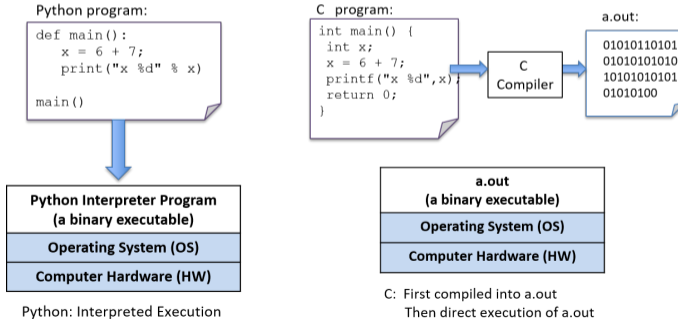 Python program:
def main():
x = 6 + 7;
print("x %d" % x)
main()
Python Interpreter Program
(a binary executable)
Operating System (OS)
Computer Hardware (HW)
Python: Interpreted Execution
C program:
int main() {
int x;
x = 6 + 7;
printf("x %d",x);
return 0;
}
C
Compiler
a.out:
01010110101
01010101010
10101010101
01010100
a.out
(a binary executable)
Operating System (OS)
Computer Hardware (HW)
C: First compiled into a.out
Then direct execution of a.out